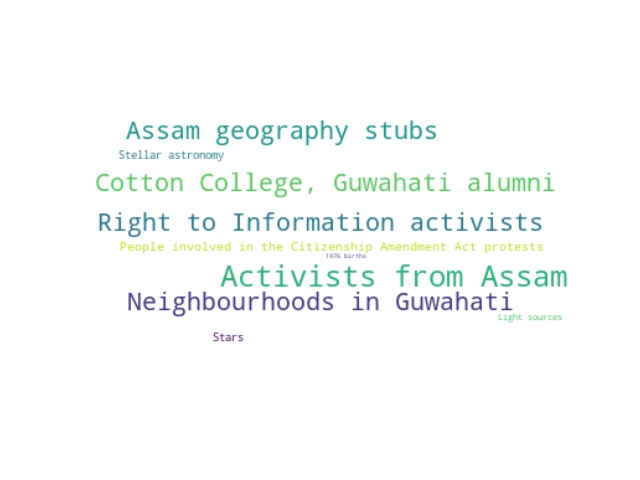 Assam geography stubs
Stellar astronomy
Cotton College, Guwahati alumni
Right to Information activists
People involved in the Citizenship Amendment Act protests
1976 births
Activists from Assam
Neighbourhoods in Guwahati
Light sources
Stars